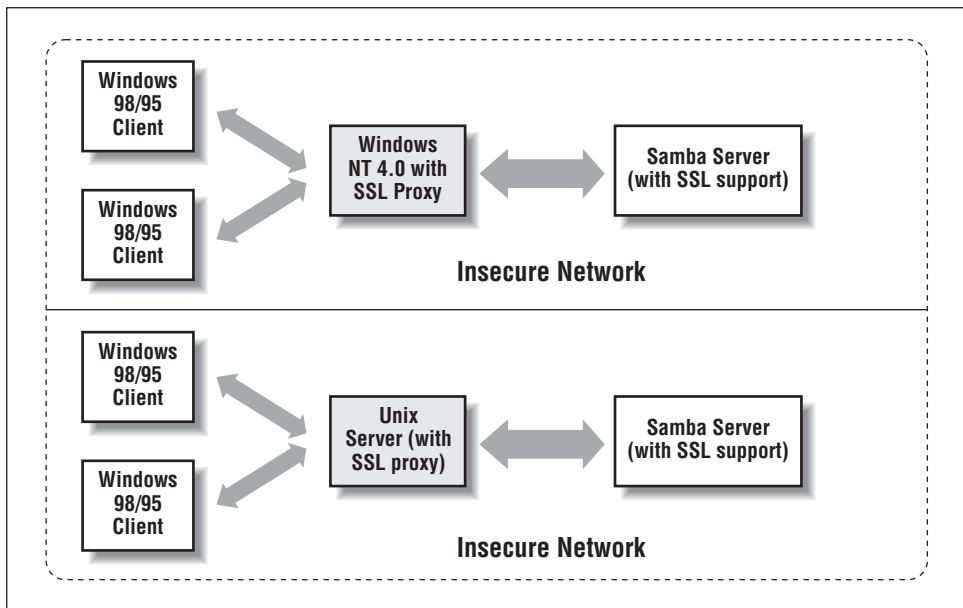 Windows
98/95
Client
Windows
NT 4.0 with
SSL Proxy
Samba Server
(with SSL support)
Windows
98/95
Client
Insecure Network
Windows
98/95
Client
Unix
Server (with
SSL proxy)
Samba Server
(with SSL support)
Windows
98/95
Client
Insecure Network